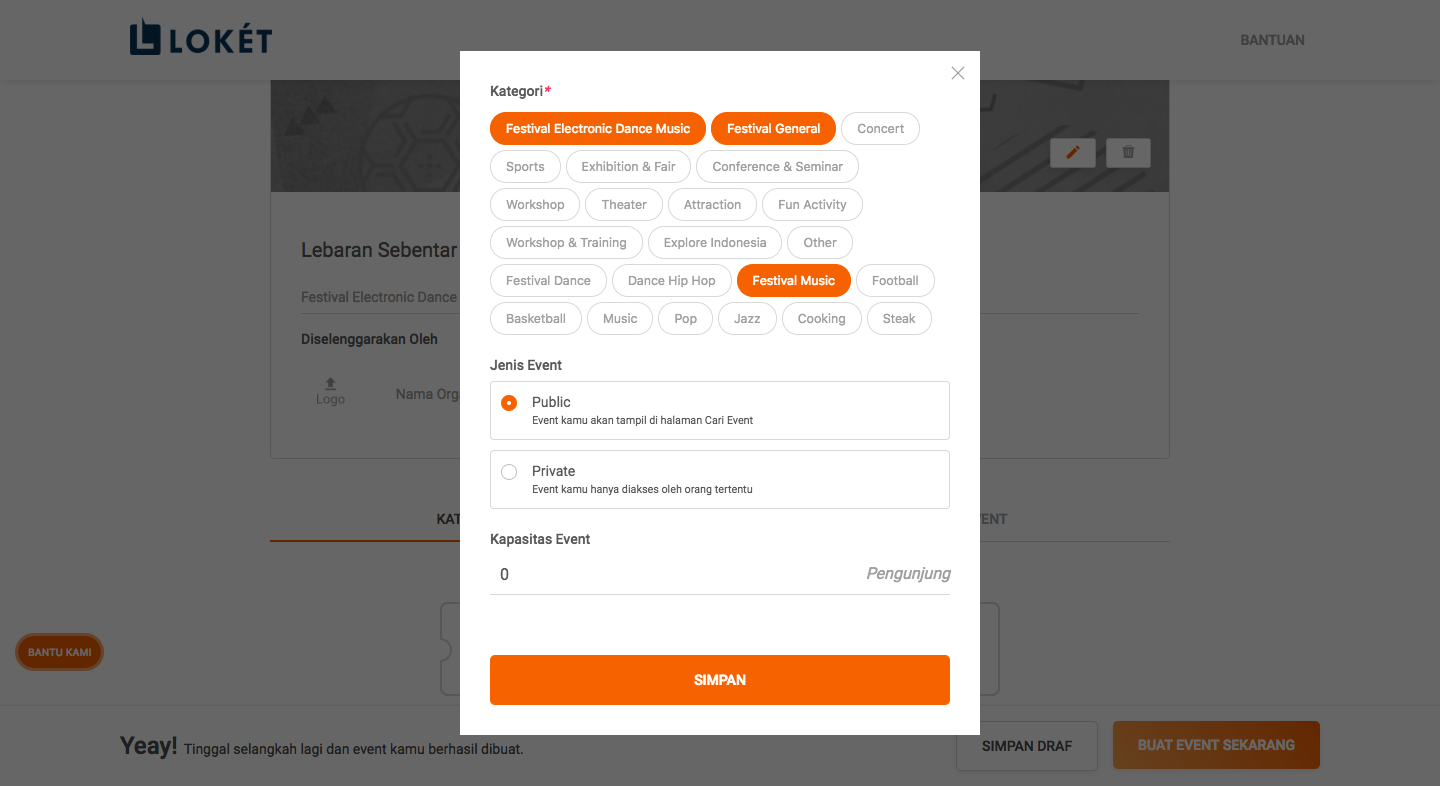 LOKÉT
BANTUAN
Kategori*
Festival Electronic Dance Music Festival General Concert
Sports Exhibition & Fair Conference & Seminar
Workshop Theater Attraction Fun Activity
Workshop & Training Explore Indonesia Other
Festival Dance Dance Hip Hop Festival Music Football
Basketball Music Pop Jazz Cooking Steak
Jenis Event
Public
Event kamu akan tampil di halaman Cari Event
Private
Event kamu hanya diakses oleh orang tertentu
Kapasitas Event
0 Pengunjung
SIMPAN
Lebaran Sebentar
Festival Electronic Dance
Diselenggarakan Oleh
Logo
Nama Org
KAT
ENT
BANTU KAMI
Yeay! Tinggal selangkah lagi dan event kamu berhasil dibuat.
SIMPAN DRAF
BUAT EVENT SEKARANG